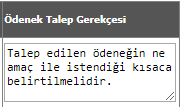 Ödenek Talep Gerekçesi
Talep edilen ödeneğin ne
amaç ile istendiği kısaca
belirtilmelidir.